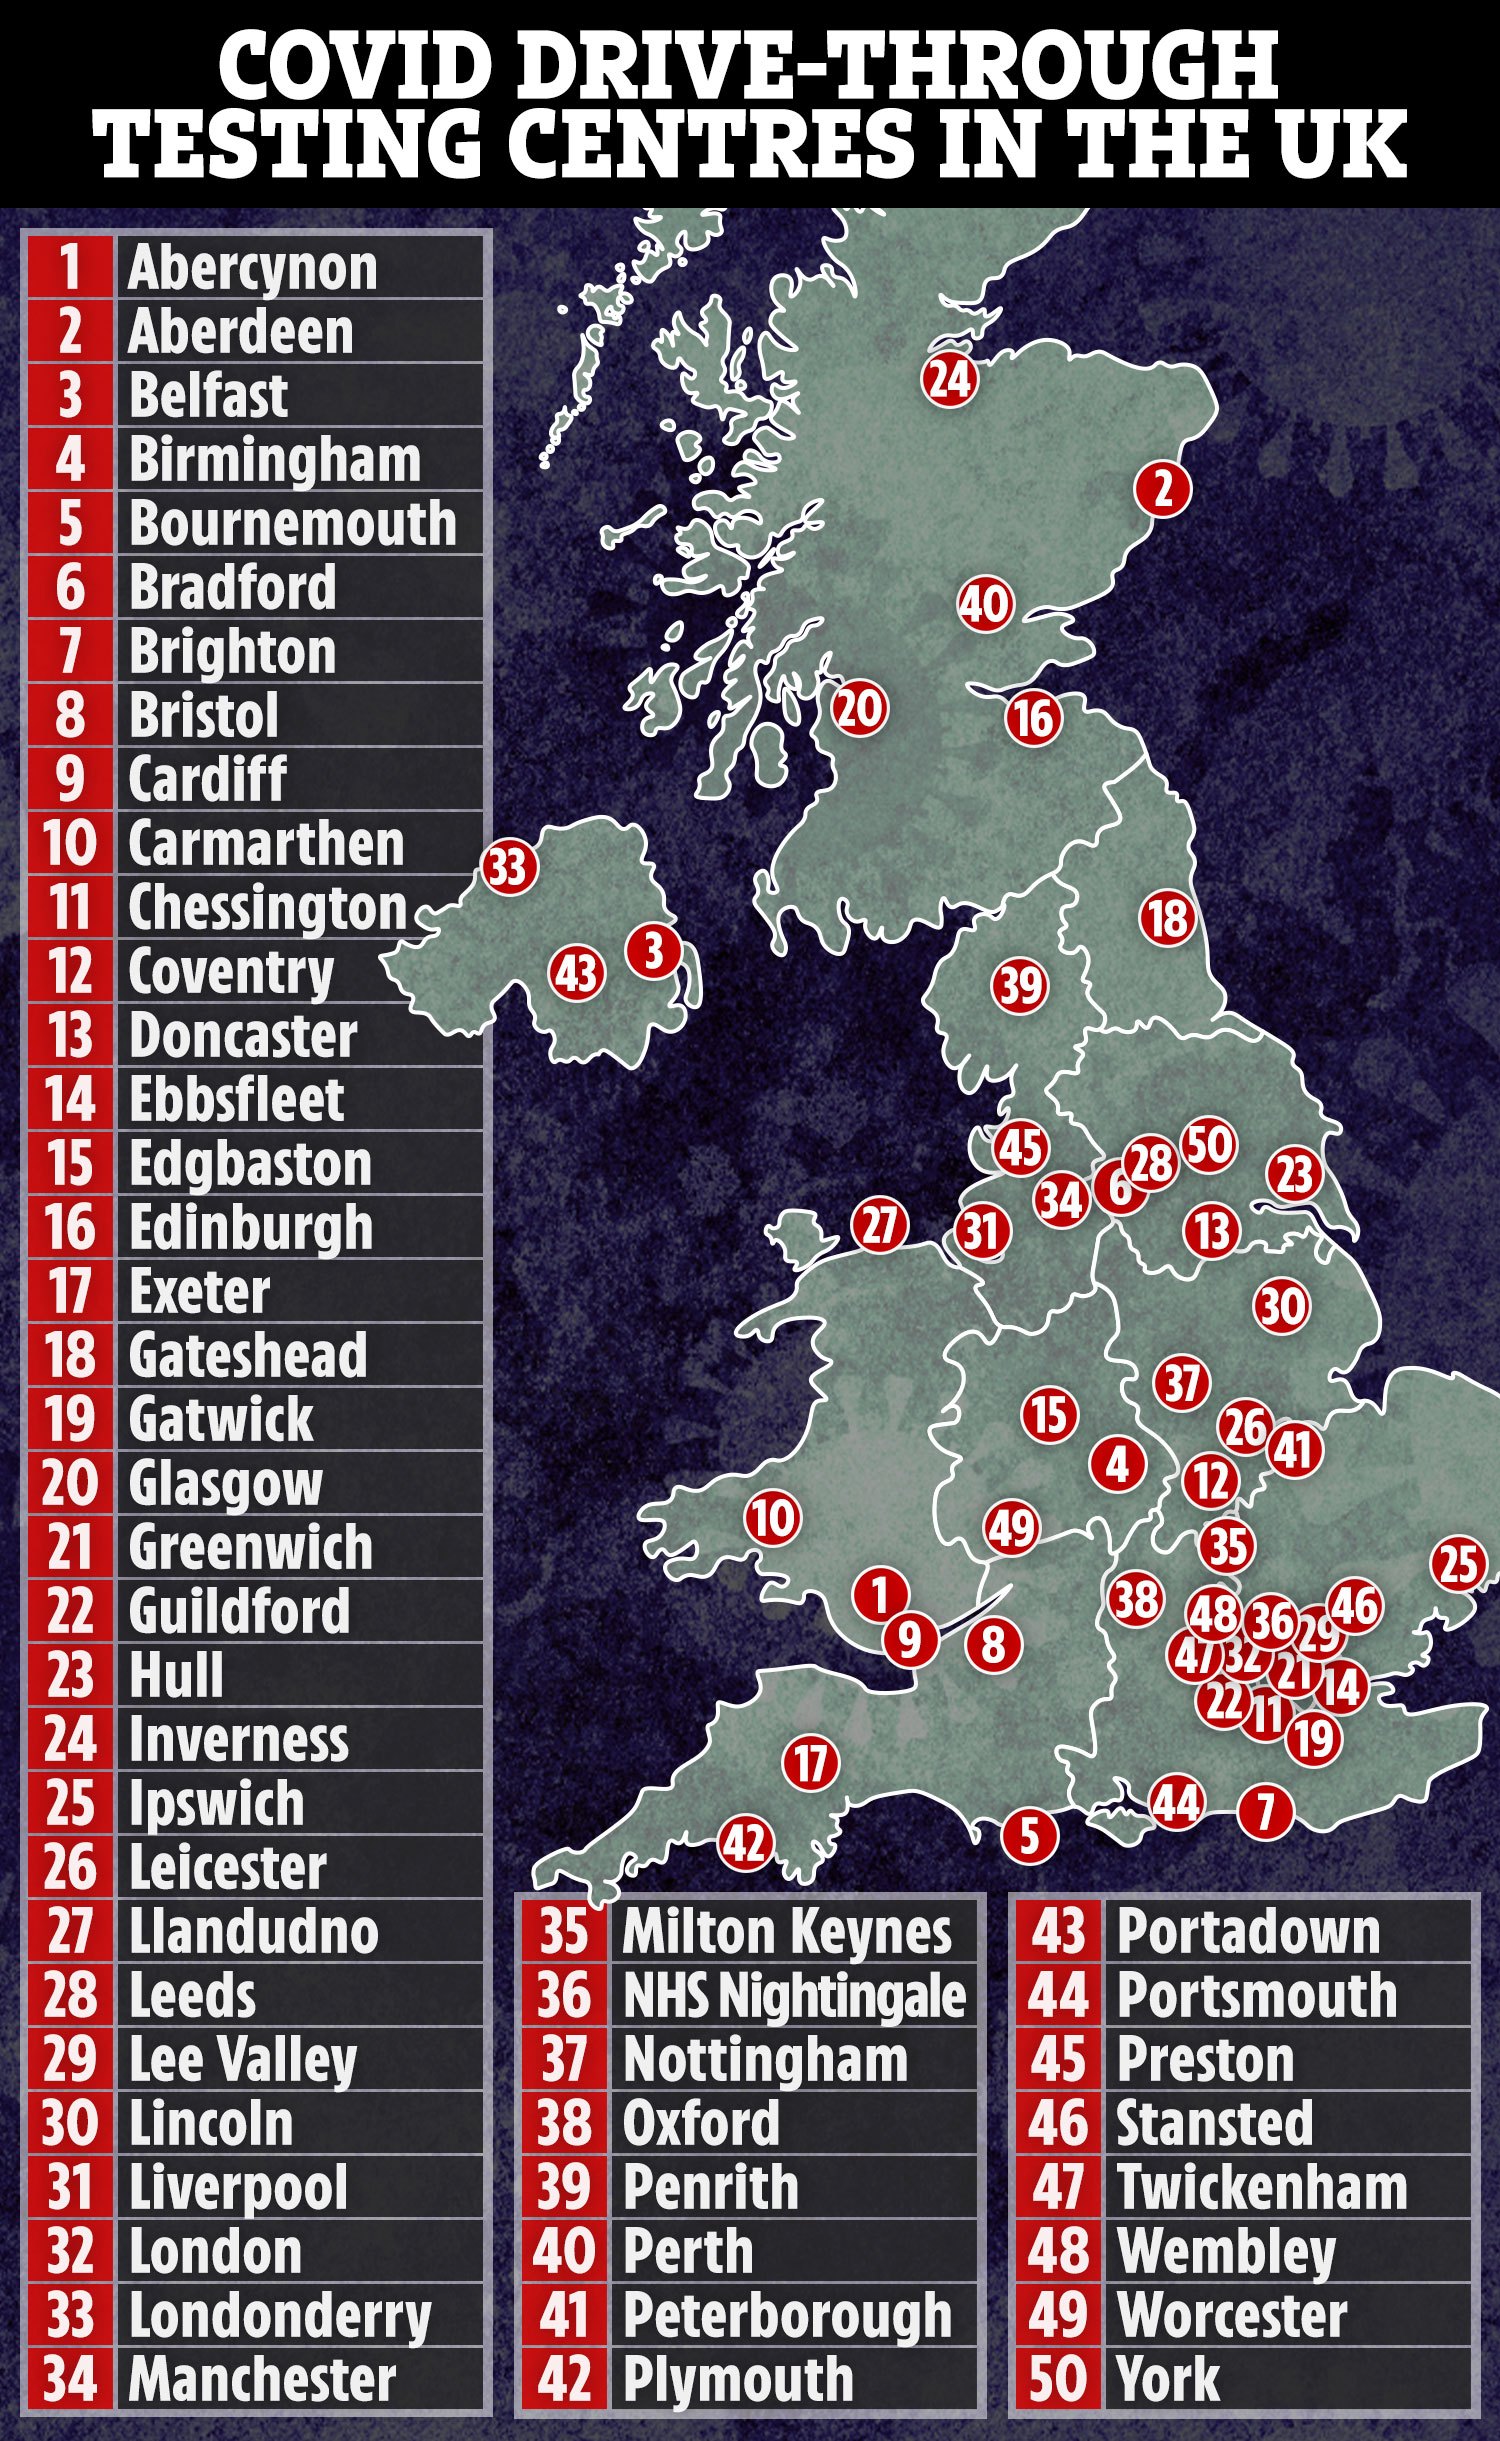 COVID DRIVE-THROUGH
TESTING CENTRES IN THE UK
1 Abercynon
2 Aberdeen
3 Belfast
4 Birmingham
5 Bournemouth
6 Bradford
7 Brighton
8 Bristol
9 Cardiff
10 Carmarthen
11 Chessington
12 Coventry
13 Doncaster
14 Ebbsfleet
15 Edgbaston
16 Edinburgh
17 Exeter
18 Gateshead
19 Gatwick
20 Glasgow
21 Greenwich
22 Guildford
23 Hull
24 Inverness
25 Ipswich
26 Leicester
27 Llandudno
28 Leeds
29 Lee Valley
30 Lincoln
31 Liverpool
32 London
33 Londonderry
34 Manchester
24
2
40
20
16
33
3
43
18
39
45
50
28
6
23
34
27
31
13
30
37
15
26
41
4
12
10
49
35
25
1
38
48
36
46
29
9
8
47
32
21
14
22
11
19
17
44
7
42
5
35 Milton Keynes
36 NHS Nightingale
37 Nottingham
38 Oxford
39 Penrith
40 Perth
41 Peterborough
42 Plymouth
43 Portadown
44 Portsmouth
45 Preston
46 Stansted
47 Twickenham
48 Wembley
49 Worcester
50 York